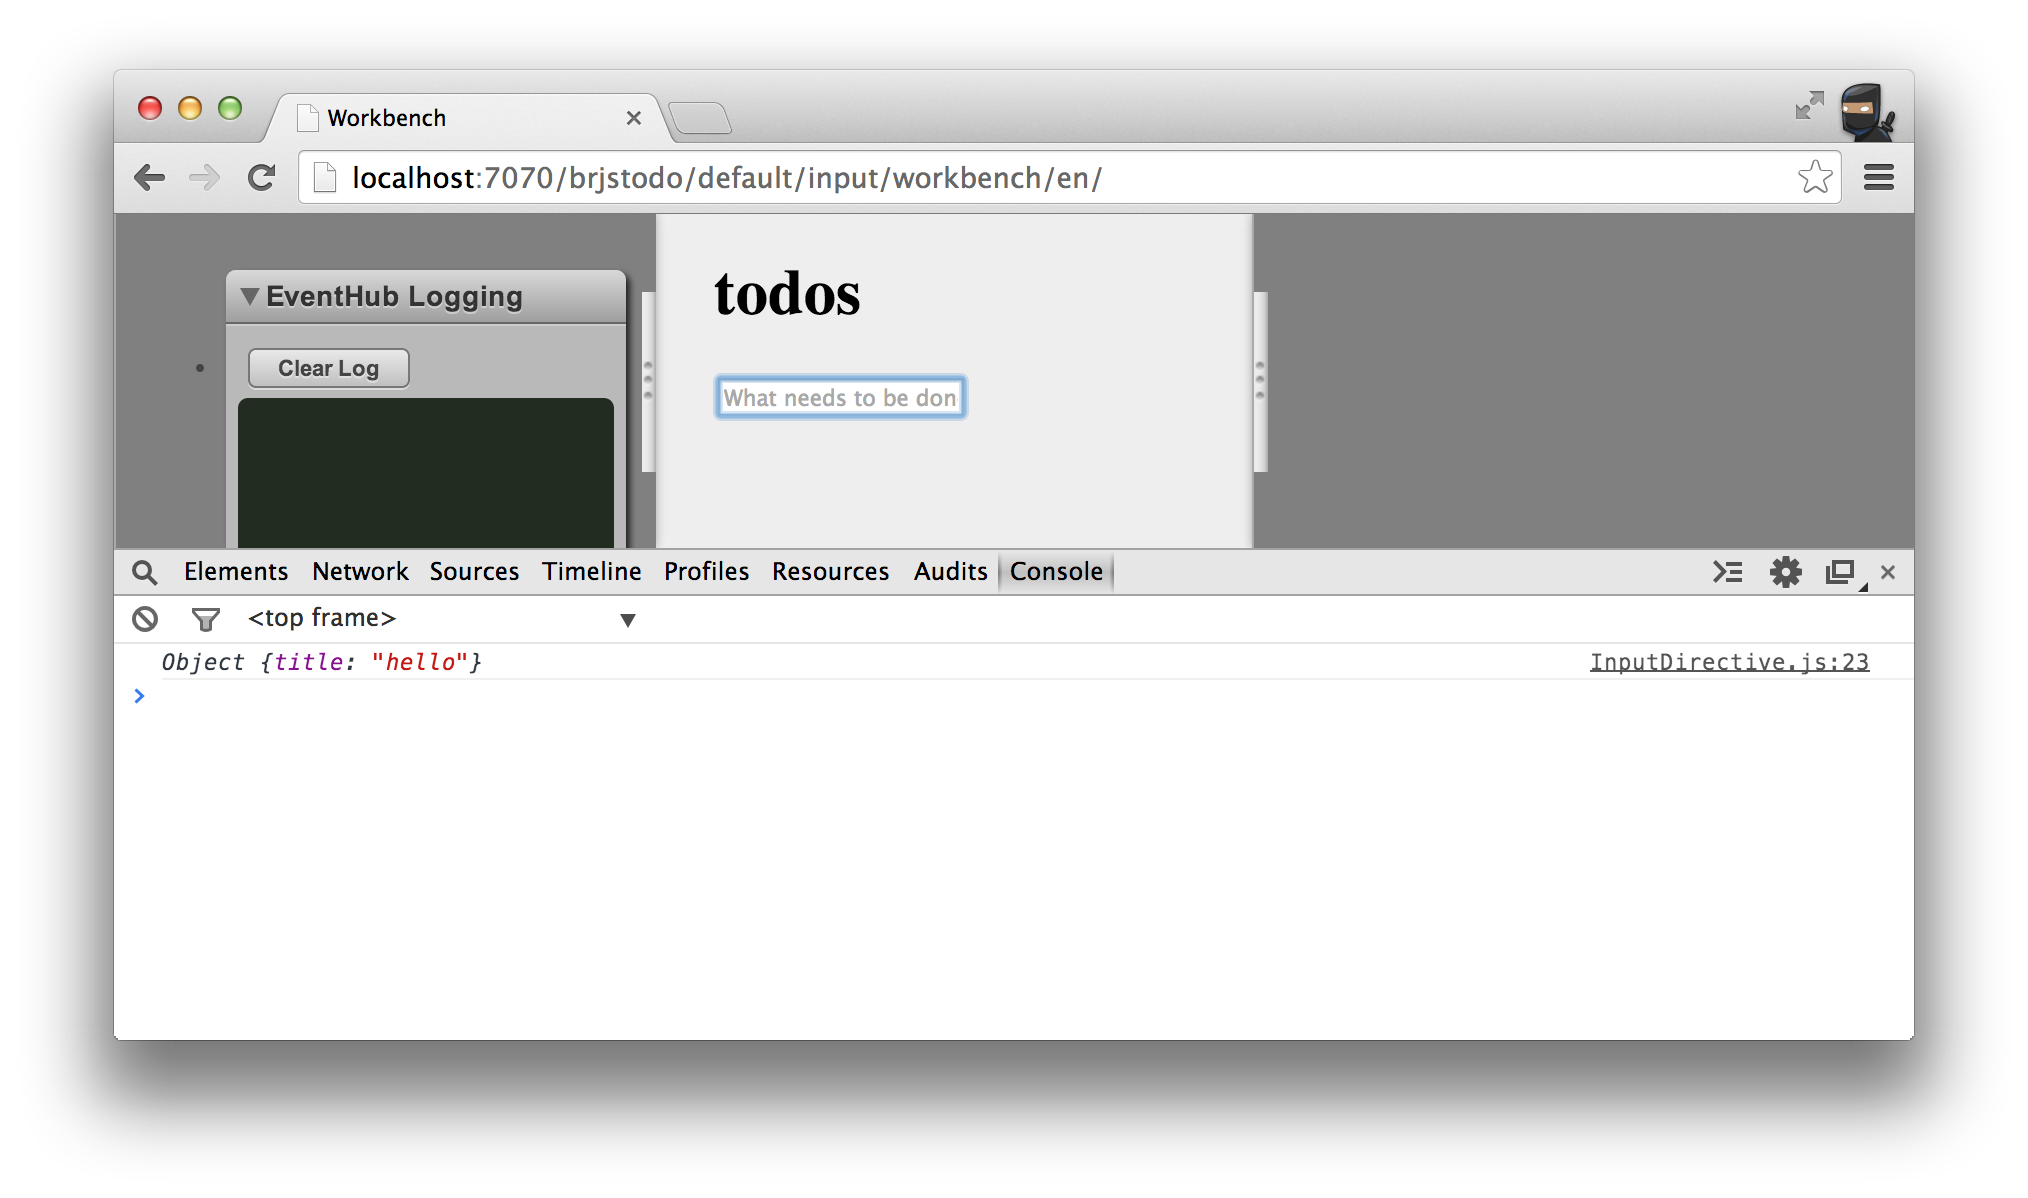 Workbench
localhost:7070/brjstodo/default/input/workbench/en/
EventHub Logging
Clear Log
todos
What needs to be don
Elements Network Sources Timeline Profiles Resources Audits Console
<top frame>
Object {title: "hello"} InputDirective.js:23